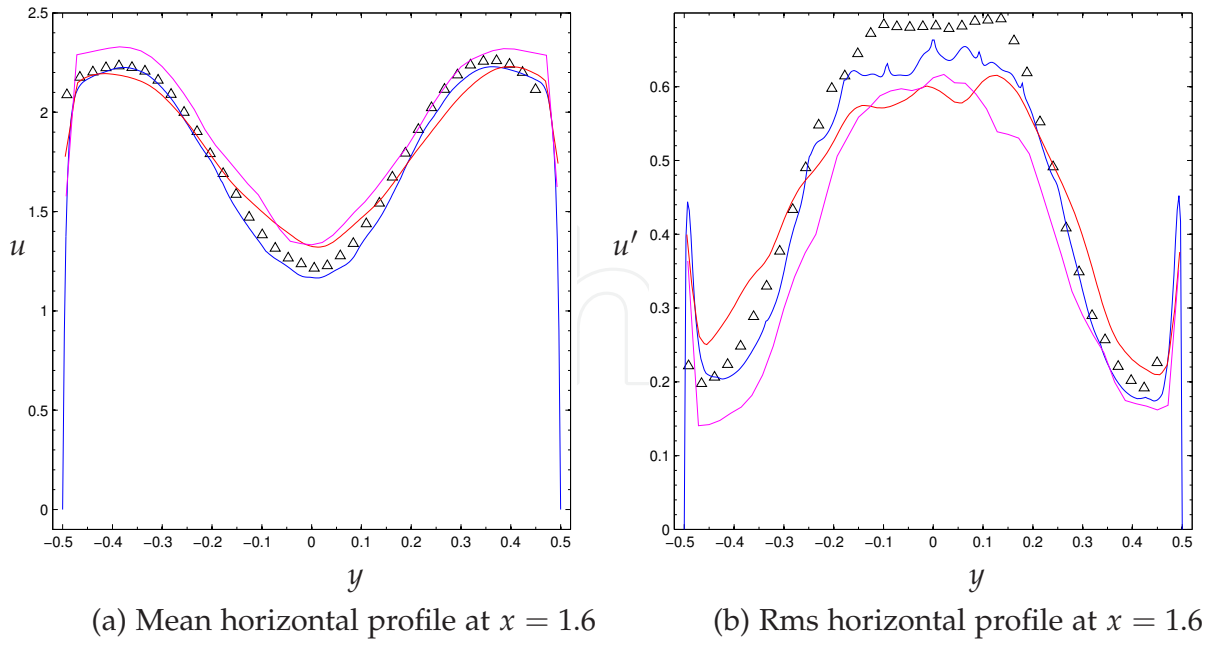 2.5
2
1.5
1
0.5
0
u
−0.5 −0.4 −0.3 −0.2 −0.1 0 0.1 0.2 0.3 0.4 0.5
y
(a) Mean horizontal profile at x = 1.6
0.6
0.5
0.4
0.3
0.2
0.1
0
u′
−0.5 −0.4 −0.3 −0.2 −0.1 0 0.1 0.2 0.3 0.4 0.5
y
(b) Rms horizontal profile at x = 1.6
h